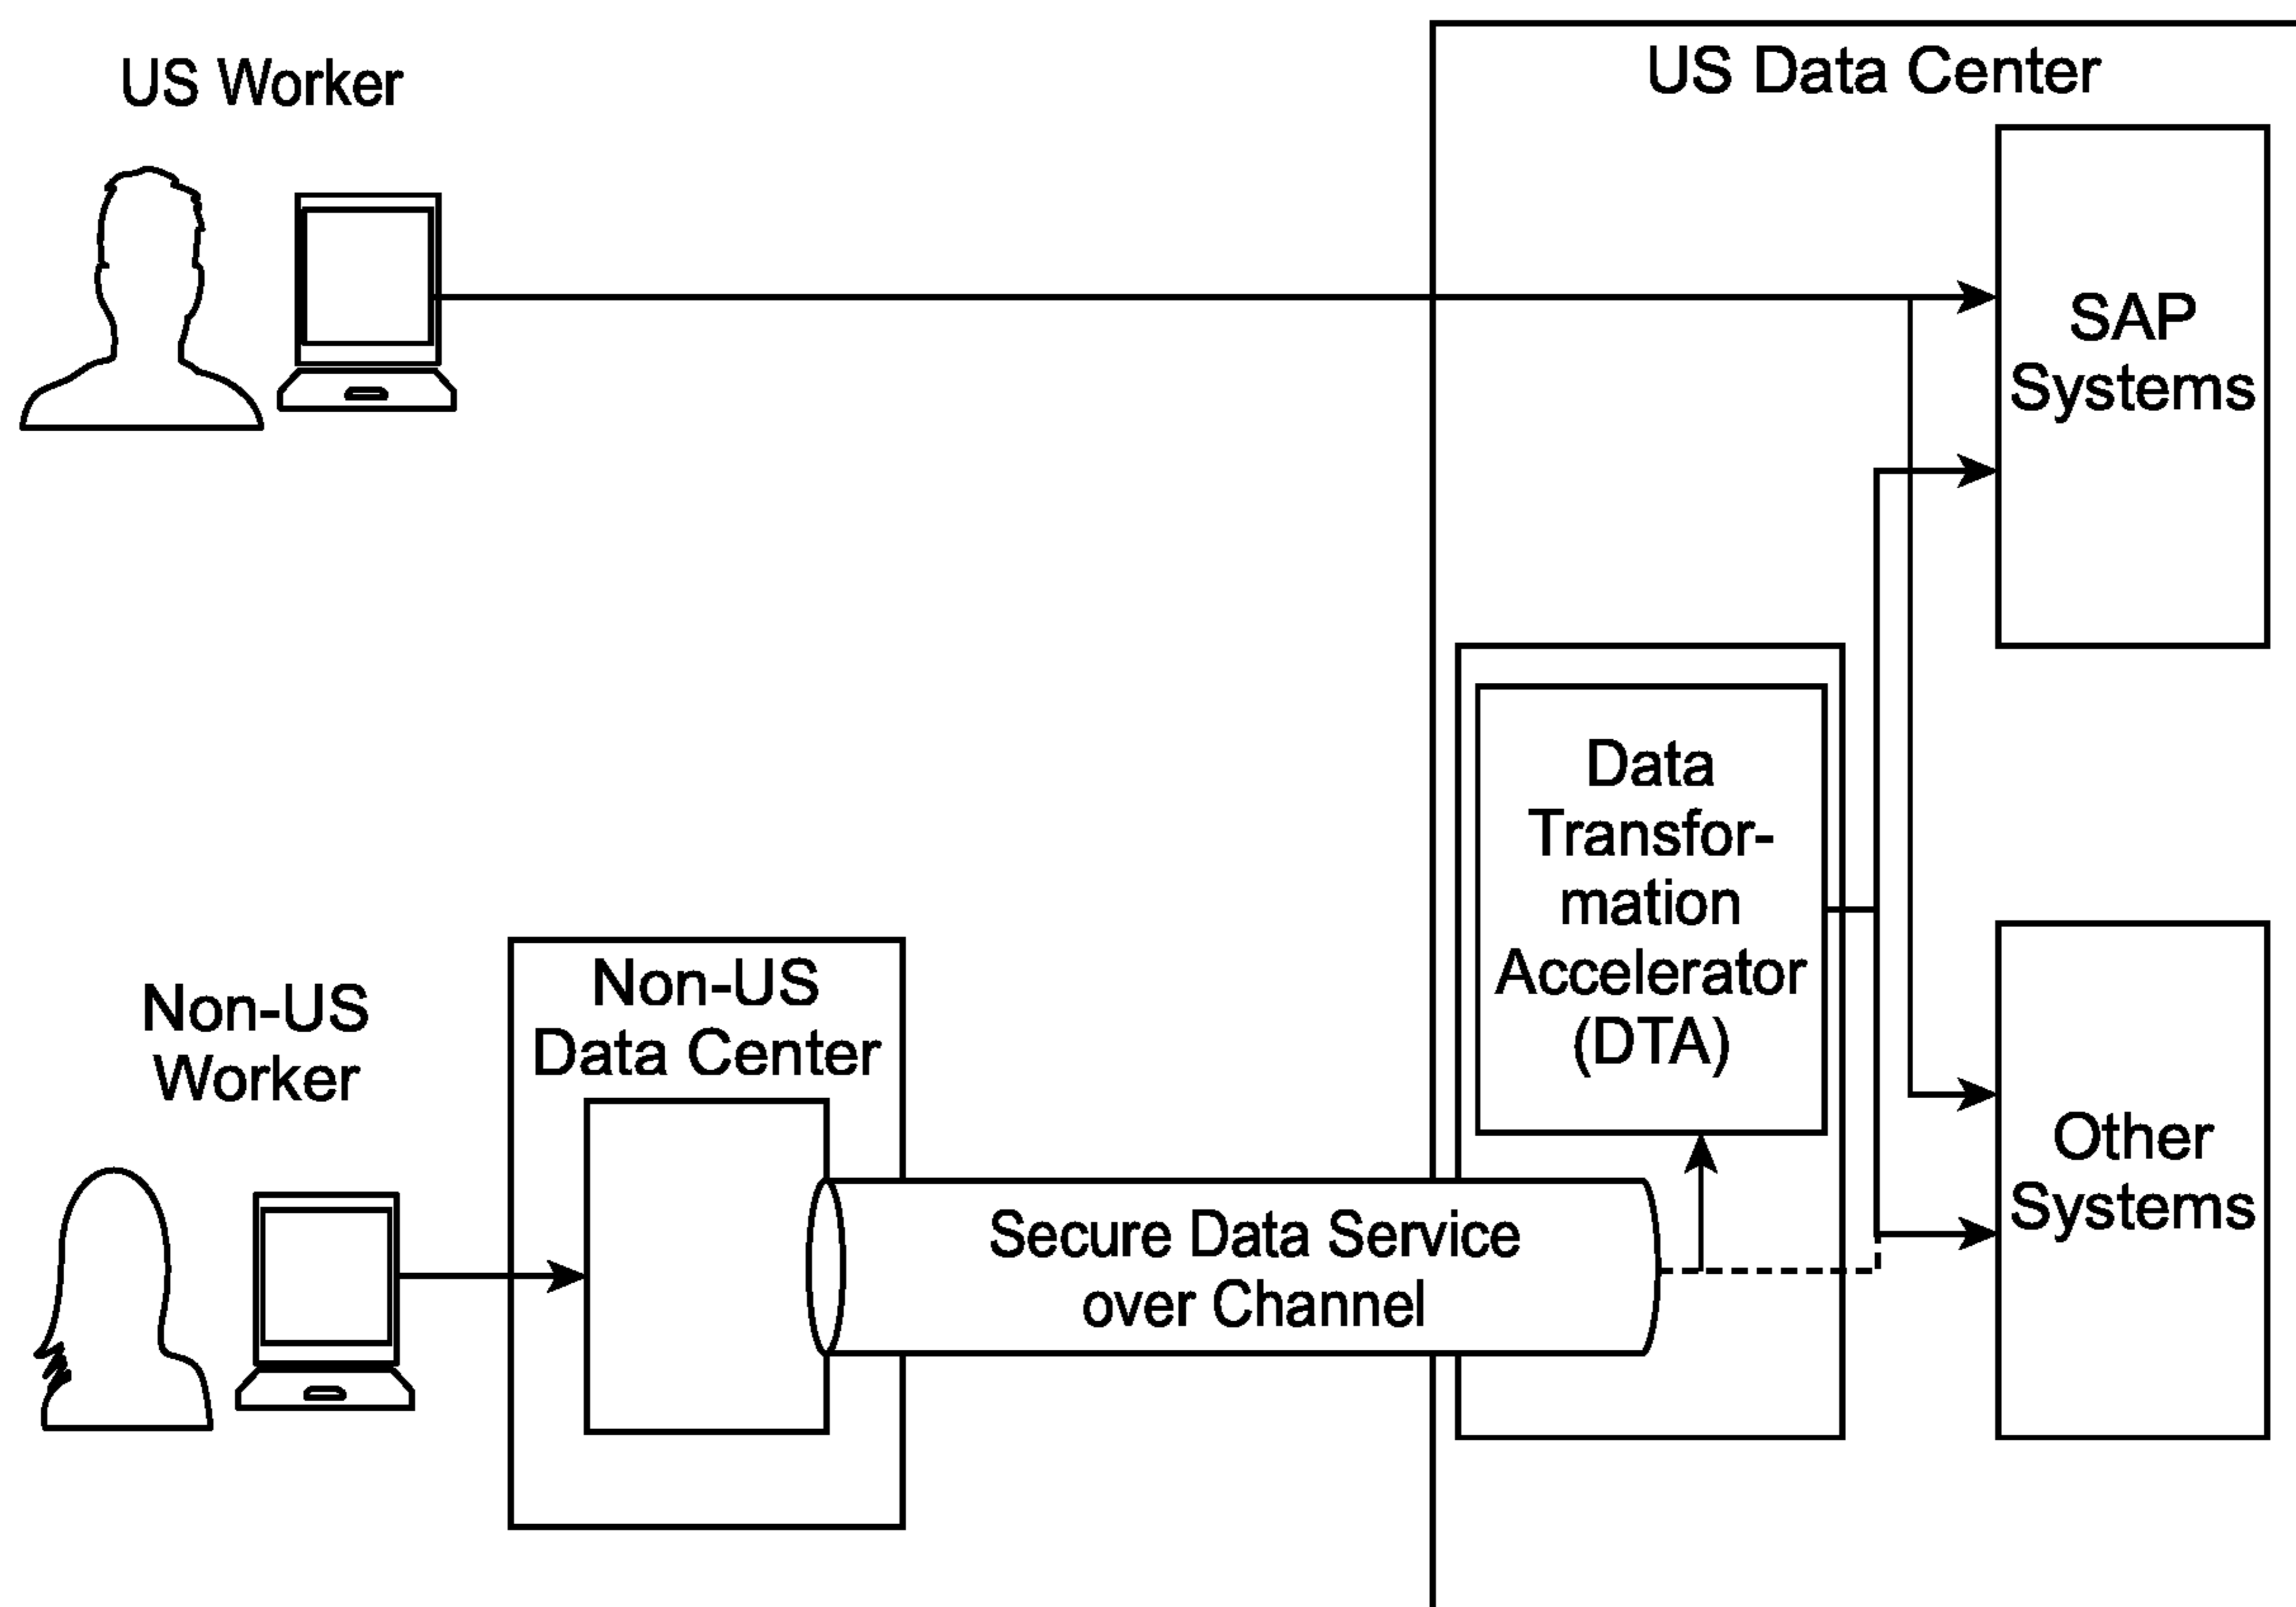 US Worker
US Data Center
SAP
Systems
Data
Transfor-
mation
Accelerator
(DTA)
Non-US
Worker
Non-US
Data Center
Secure Data Service
over Channel
Other
Systems